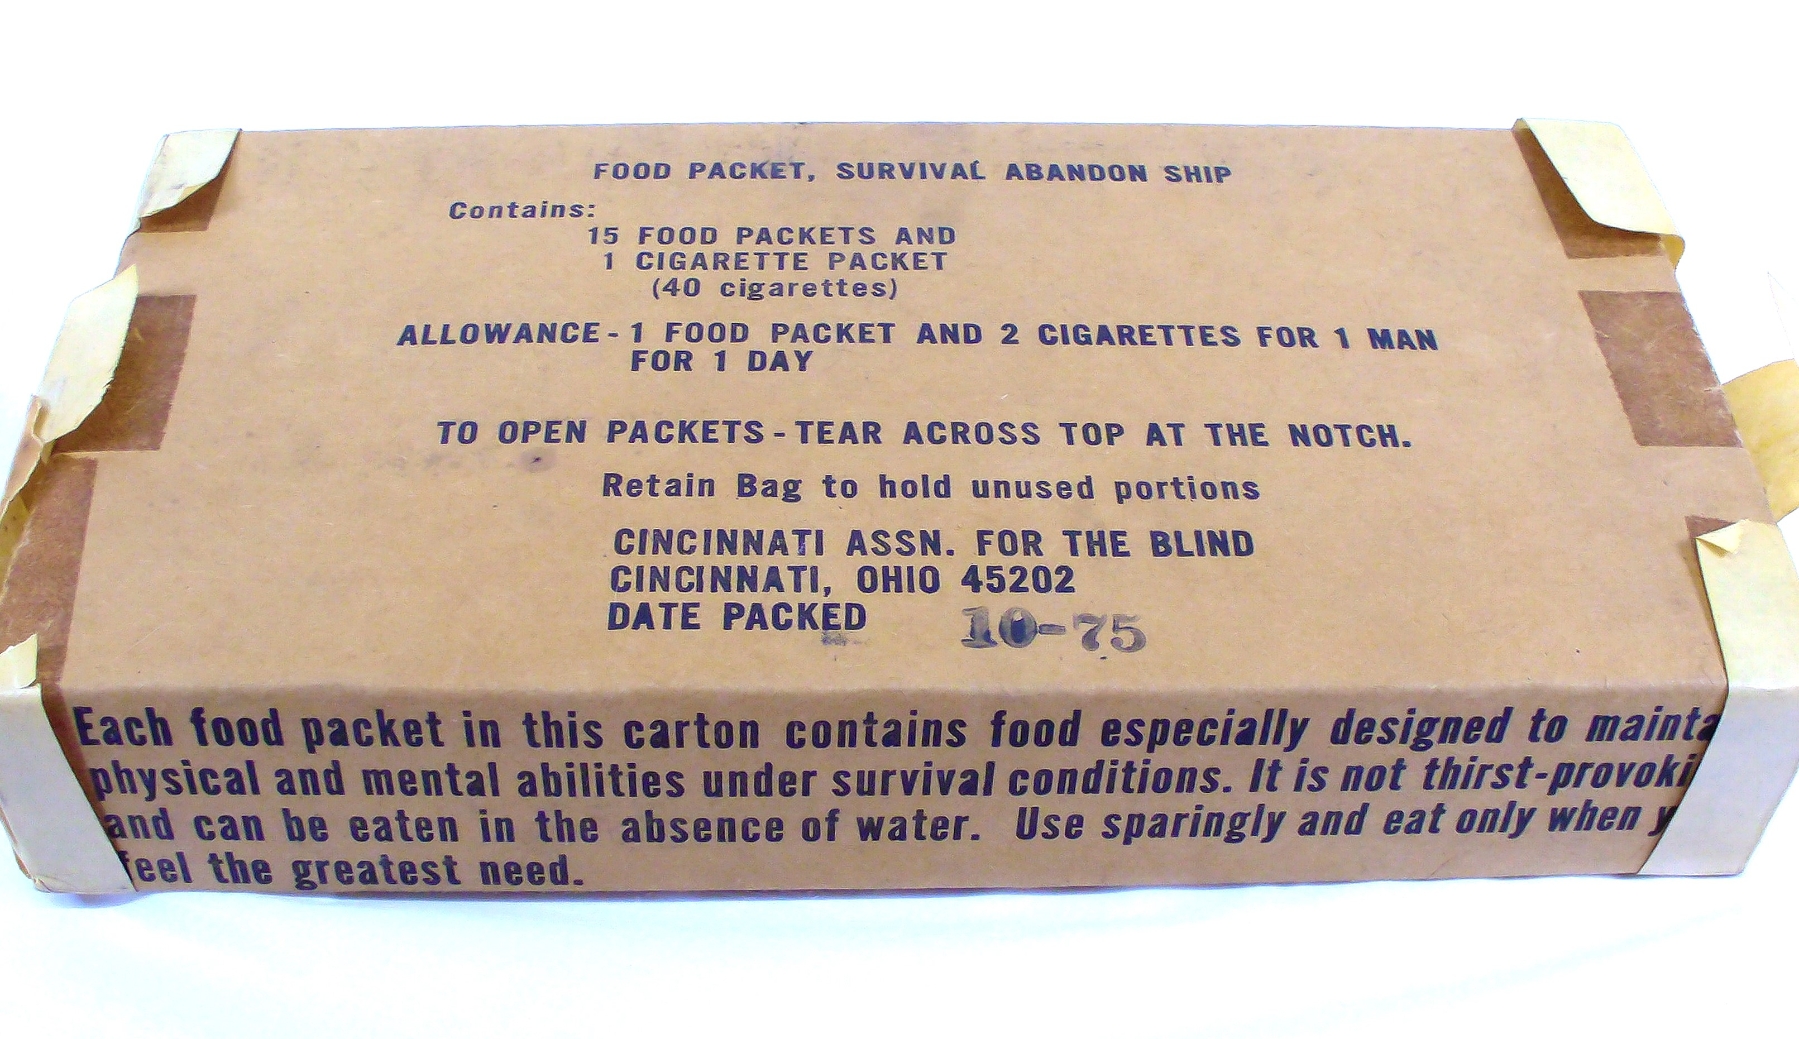 FOOD PACKET, SURVIVAL ABANDON SHIP
Contains:
15 FOOD PACKETS AND
1 CIGARETTE PACKET
(40 cigarettes)
ALLOWANCE - 1 FOOD PACKET AND 2 CIGARETTES FOR 1 MAN
FOR 1 DAY
TO OPEN PACKETS - TEAR ACROSS TOP AT THE NOTCH.
Retain Bag to hold unused portions
CINCINNATI ASSN. FOR THE BLIND
CINCINNATI, OHIO 45202
DATE PACKED 10-75
Each food packet in this carton contains food especially designed to mainta
physical and mental abilities under survival conditions. It is not thirst-provoki
and can be eaten in the absence of water. Use sparingly and eat only when y
feel the greatest need.